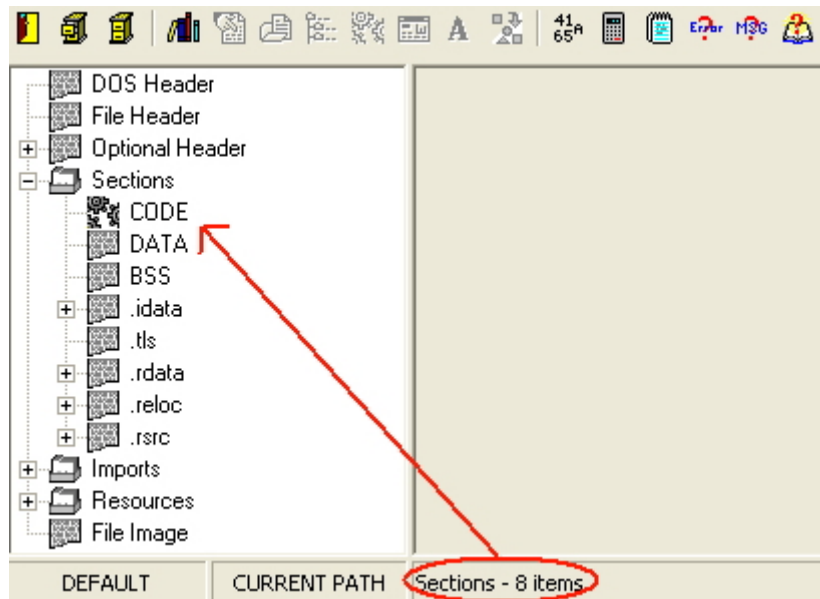 41
65A
Error
MSG
DOS Header
File Header
Optional Header
Sections
CODE
DATA
BSS
.idata
.tls
.rdata
.reloc
.rsrc
Imports
Resources
File Image
DEFAULT
CURRENT PATH
Sections - 8 items